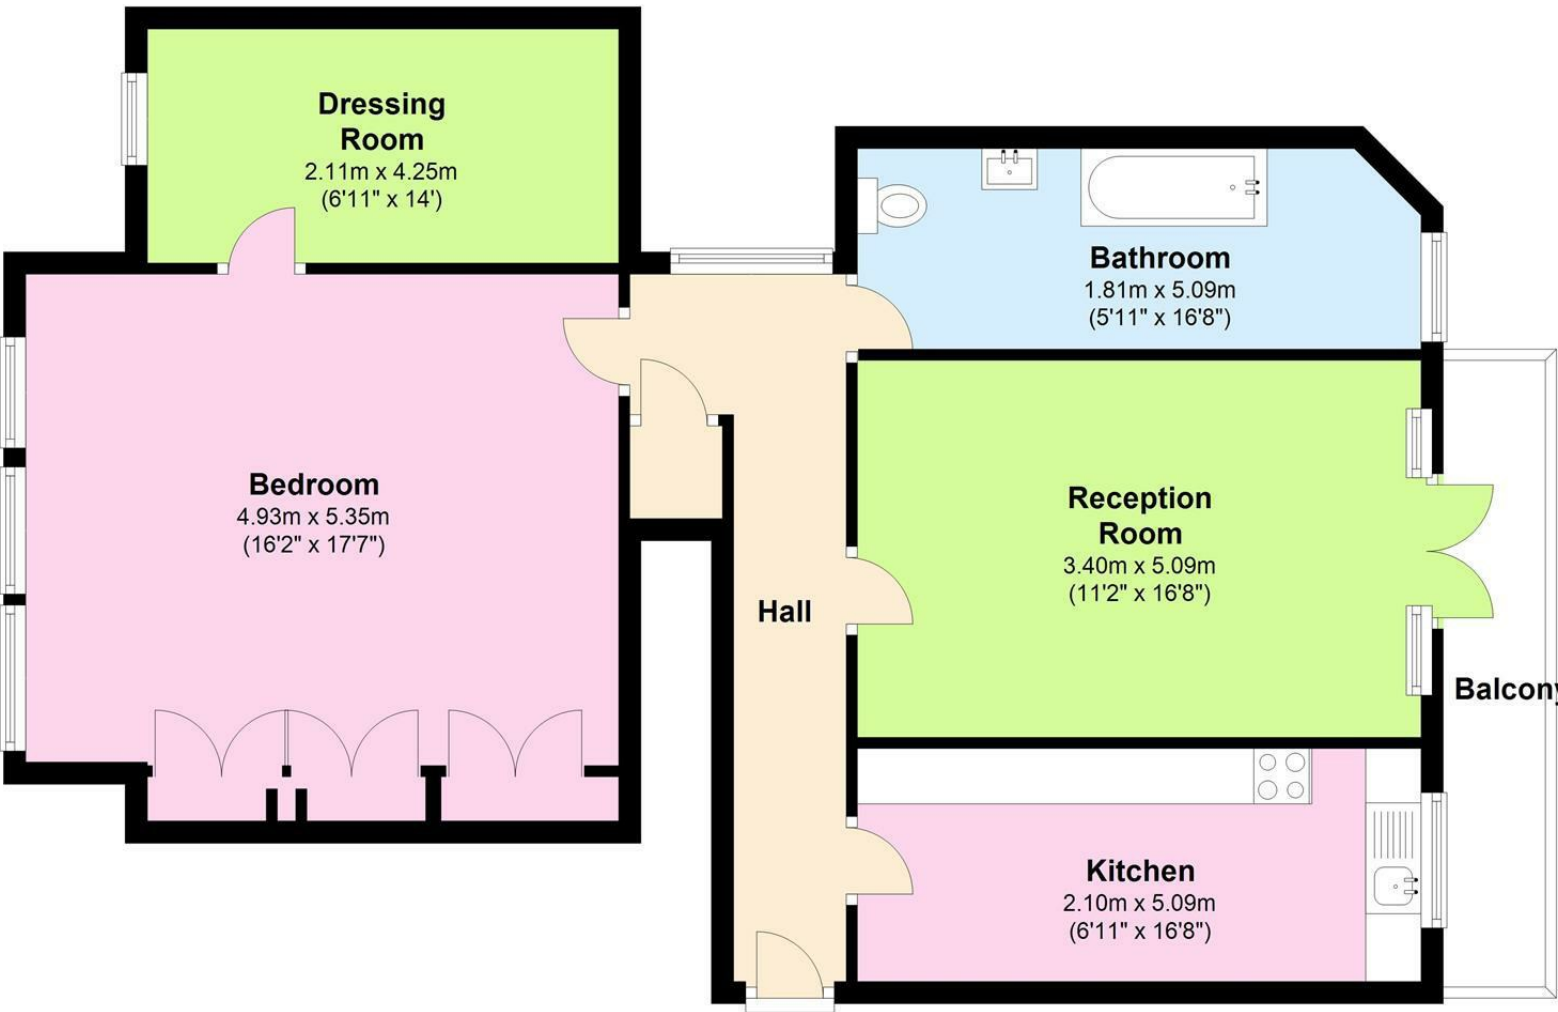 Dressing
Room
2.11m x 4.25m
(6'11" x 14')
Bathroom
1.81m x 5.09m
(5'11" x 16'8")
Bedroom
4.93m x 5.35m
(16'2" x 17'7")
Reception
Room
3.40m x 5.09m
(11'2" x 16'8")
Hall
Balcony
Kitchen
2.10m x 5.09m
(6'11" x 16'8")